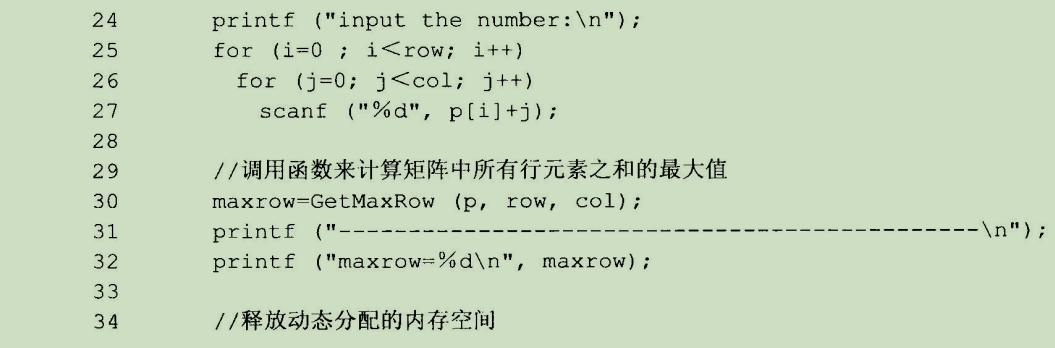 24 printf ("input the number:\n");
25 for (i=0 ; i<row; i++)
26 for (j=0; j<col; j++)
27 scanf ("%d", p[i]+j);
28
29 //调用函数来计算矩阵中所有行元素之和的最大值
30 maxrow=GetMaxRow (p, row, col);
31 printf ("----------------------------------------------\n");
32 printf ("maxrow=%d\n", maxrow);
33
34 //释放动态分配的内存空间